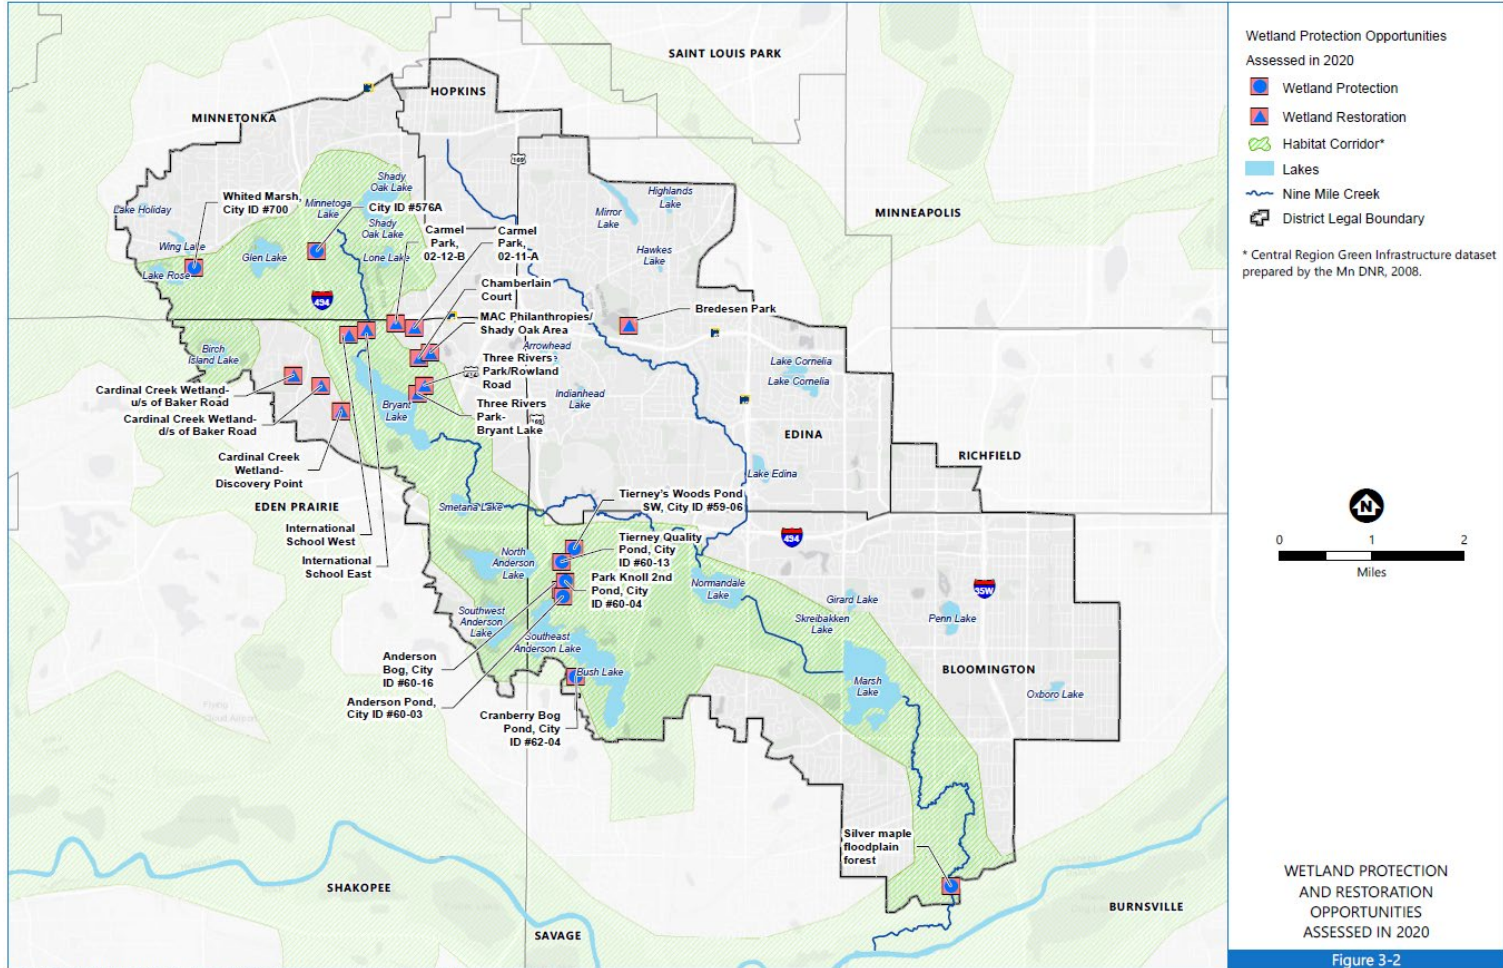 SAINT LOUIS PARK
HOPKINS
MINNETONKA
169
Shady
Oak Lake
Highlands
Lake
Whited Marsh,
City ID #700
Minnetoga
Lake
City ID #576A
Lake Holiday
Mirror
Lake
MINNEAPOLIS
Shady
Oak Lake
Carmel
Park,
02-12-B
Carmel
Park,
02-11-A
Wing Lake
Glen Lake
Lone Lake
Hawkes
Lake
Lake Rose
494
Chamberlain
Court
MAC Philanthropies/
Shady Oak Area
Bredesen Park
Birch
Island Lake
Arrowhead
Three Rivers
Park/Rowland
Road
Lake Cornelia
Lake Cornelia
Cardinal Creek Wetland-
u/s of Baker Road
Indianhead
Lake
Bryant
Lake
Three Rivers
Park-
Bryant Lake
Cardinal Creek Wetland-
d/s of Baker Road
EDINA
RICHFIELD
Cardinal Creek
Wetland-
Discovery Point
Lake Edina
EDEN PRAIRIE
Smetana Lake
Tierney's Woods Pond
SW, City ID #59-06
International
School West
International
School East
Tierney Quality
Pond, City
ID #60-13
494
North
Anderson
Lake
Park Knoll 2nd
Pond, City
ID #60-04
Normandale
Lake
35W
Girard Lake
Skreibakken
Lake
Penn Lake
Southwest
Anderson
Lake
Southeast
Anderson Lake
Anderson
Bog, City
ID #60-16
Bush Lake
BLOOMINGTON
Marsh
Lake
Oxboro Lake
Anderson Pond,
City ID #60-03
Cranberry Bog
Pond, City
ID #62-04
Flying
Cloud Airport
Silver maple
floodplain
forest
SHAKOPEE
BURNSVILLE
SAVAGE
Wetland Protection Opportunities
Assessed in 2020
Wetland Protection
Wetland Restoration
Habitat Corridor*
Lakes
Nine Mile Creek
District Legal Boundary
* Central Region Green Infrastructure dataset
prepared by the Mn DNR, 2008.
N
0 1 2
Miles
WETLAND PROTECTION
AND RESTORATION
OPPORTUNITIES
ASSESSED IN 2020
Figure 3-2